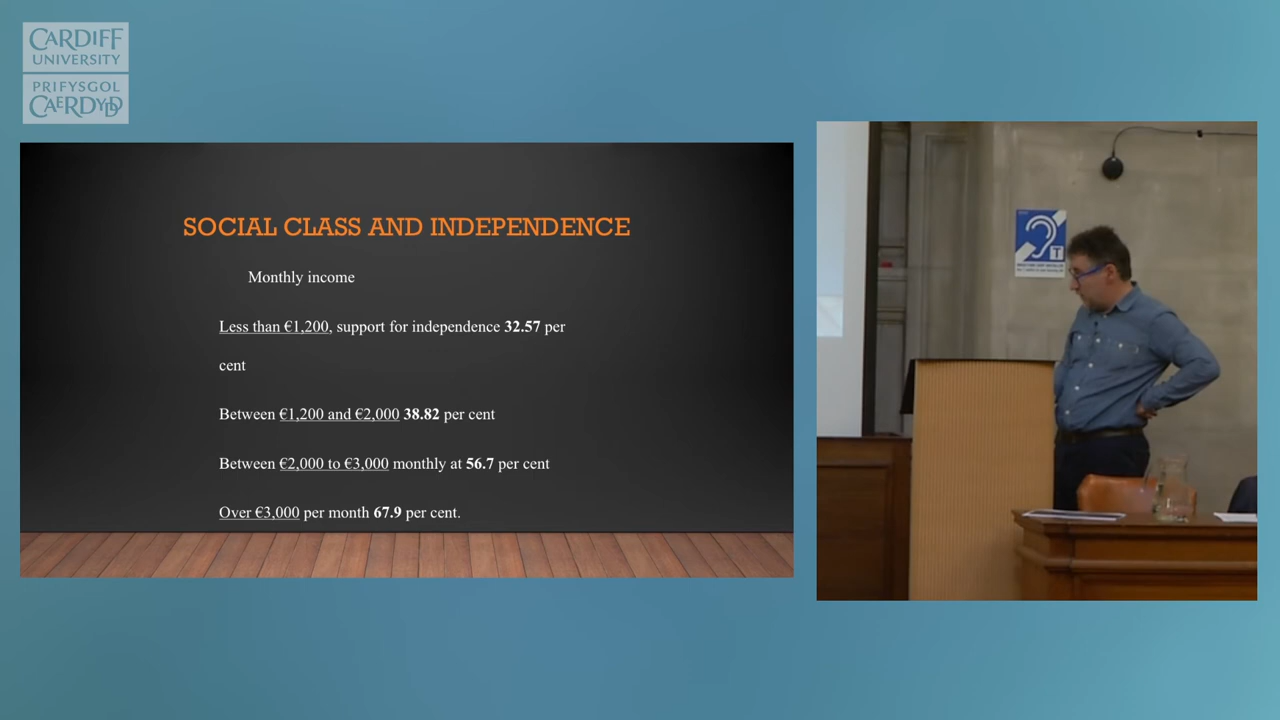 CARDIFF
UNIVERSITY
PRIFYSGOL
CAERDYDD
SOCIAL CLASS AND INDEPENDENCE
Monthly income
Less than €1,200, support for independence 32.57 per
cent
Between €1,200 and €2,000 38.82 per cent
Between €2,000 to €3,000 monthly at 56.7 per cent
Over €3,000 per month 67.9 per cent.
T